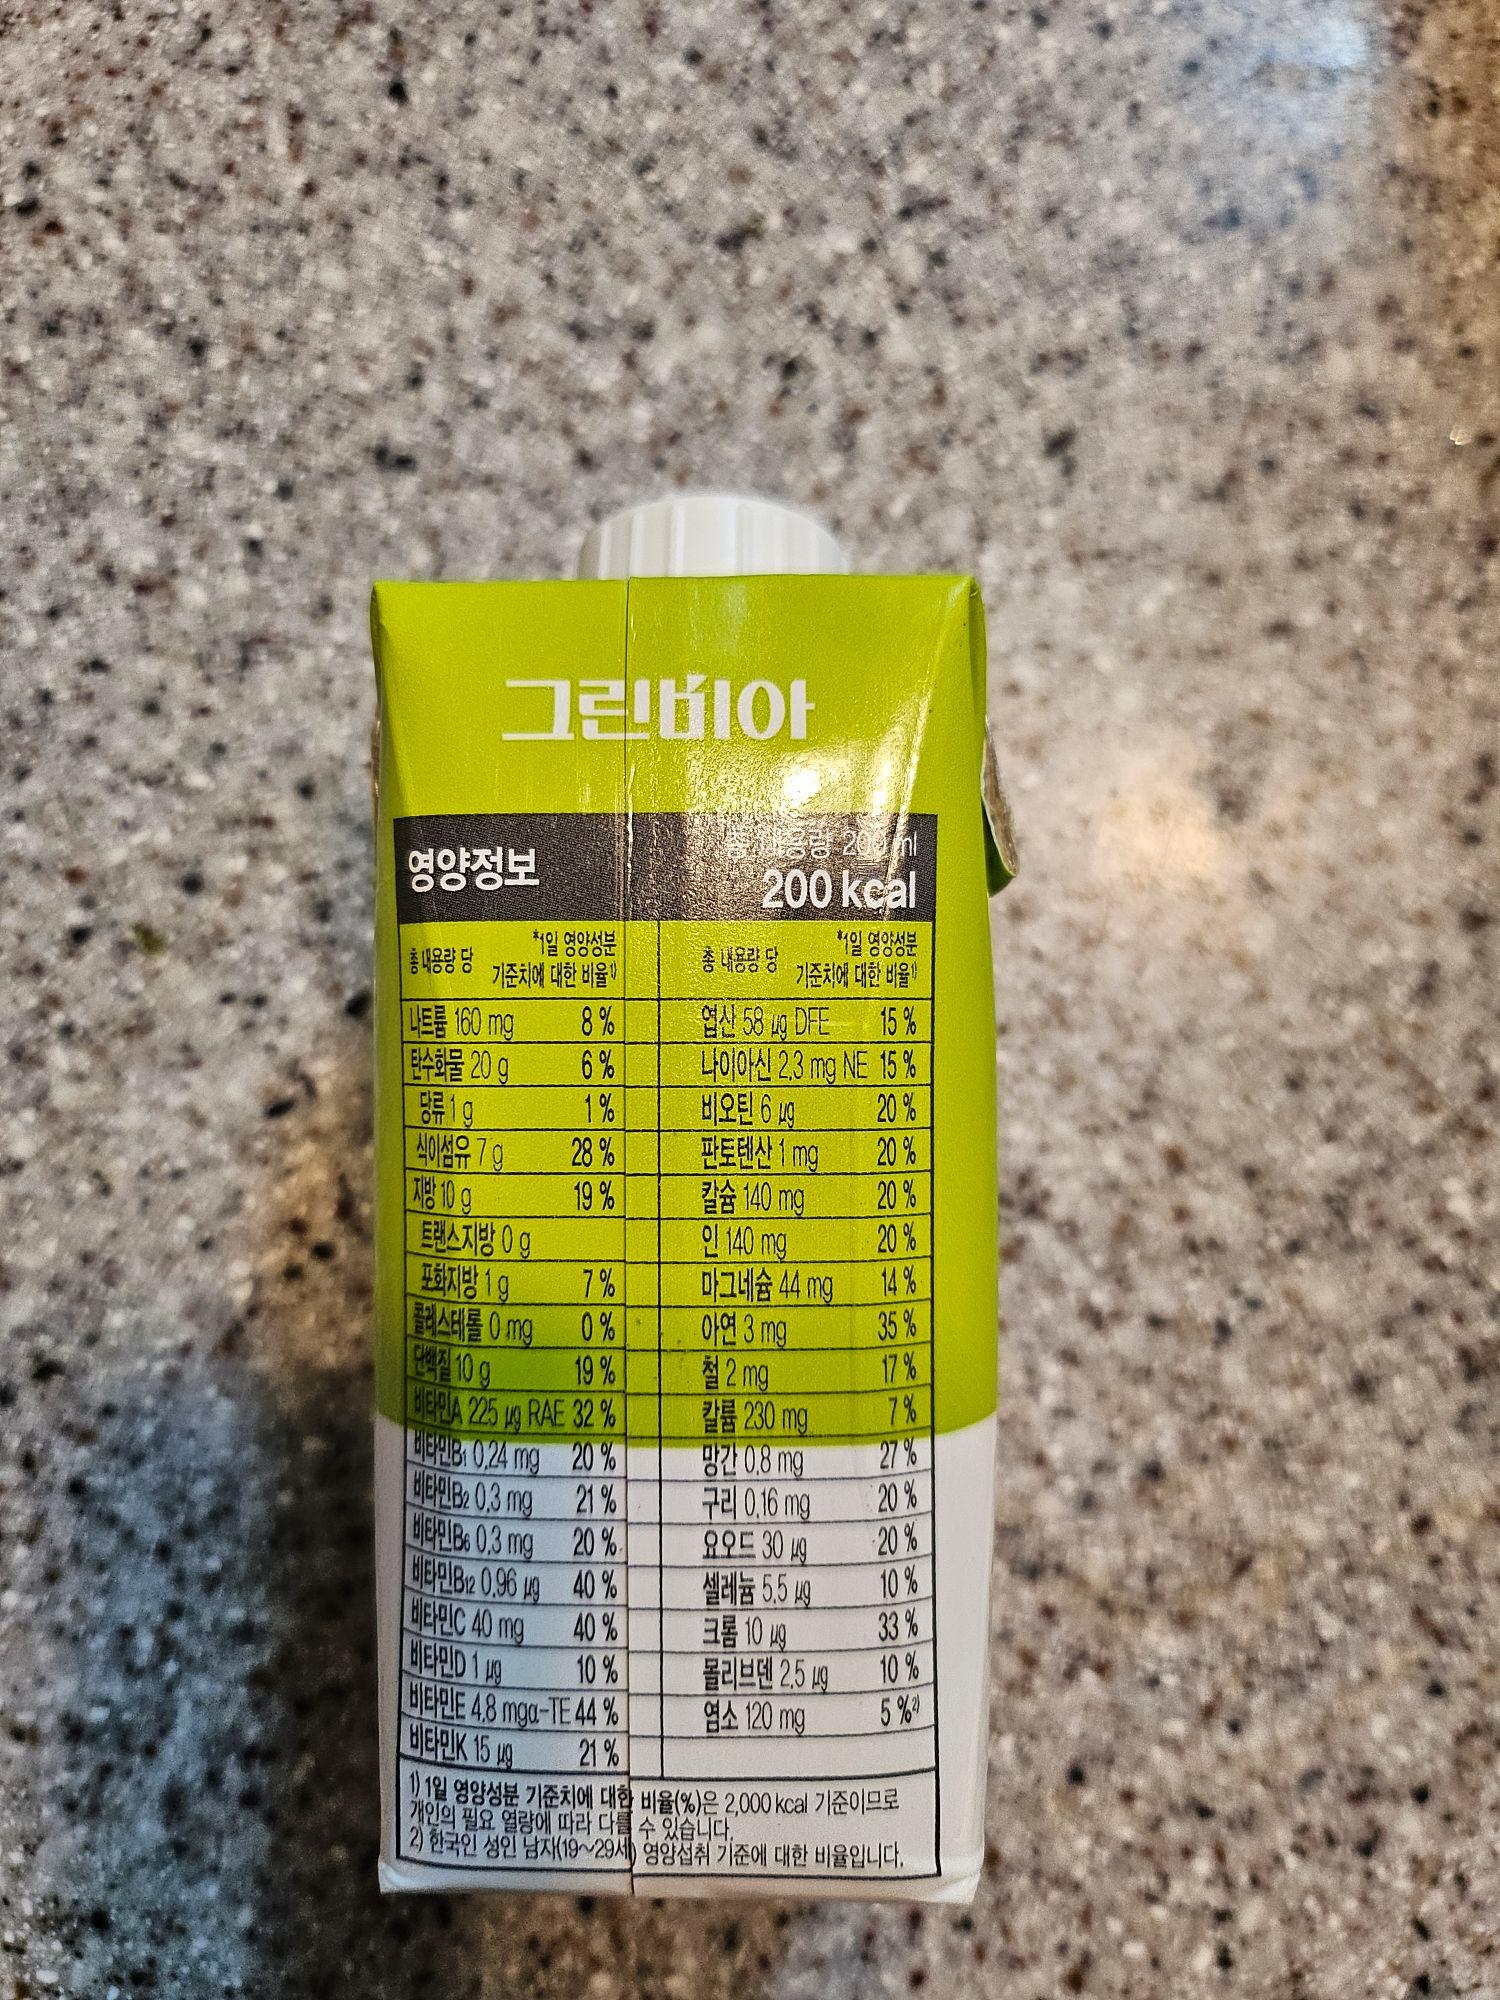 그린비아
영양정보
총 내용량 200 ml
200 kcal
총 내용량 당 *1일 영양성분 기준치에 대한 비율1)
나트륨 160 mg 8 %
탄수화물 20 g 6 %
당류 1 g 1 %
식이섬유 7 g 28 %
지방 10 g 19 %
트랜스지방 0 g
포화지방 1 g 7 %
콜레스테롤 0 mg 0 %
단백질 10 g 19 %
비타민A 225 μg RAE 32 %
비타민B1 0.24 mg 20 %
비타민B2 0.3 mg 21 %
비타민B6 0.3 mg 20 %
비타민B12 0.96 μg 40 %
비타민C 40 mg 40 %
비타민D 1 μg 10 %
비타민E 4.8 mgα-TE 44 %
비타민K 15 μg 21 %
총 내용량 당 *1일 영양성분 기준치에 대한 비율1)
엽산 58 μg DFE 15 %
나이아신 2.3 mg NE 15 %
비오틴 6 μg 20 %
판토텐산 1 mg 20 %
칼슘 140 mg 20 %
인 140 mg 20 %
마그네슘 44 mg 14 %
아연 3 mg 35 %
철 2 mg 17 %
칼륨 230 mg 7 %
망간 0.8 mg 27 %
구리 0.16 mg 20 %
요오드 30 μg 20 %
셀레늄 5.5 μg 10 %
크롬 10 μg 33 %
몰리브덴 2.5 μg 10 %
염소 120 mg 5 %2)
1) 1일 영양성분 기준치에 대한 비율(%)은 2,000 kcal 기준이므로
개인의 필요 열량에 따라 다를 수 있습니다.
2) 한국인 성인 남자(19~29세) 영양섭취 기준에 대한 비율입니다.